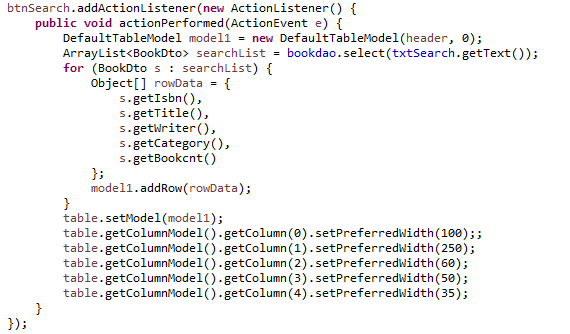 btnSearch.addActionListener(new ActionListener() {
    public void actionPerformed(ActionEvent e) {
        DefaultTableModel model1 = new DefaultTableModel(header, 0);
        ArrayList<BookDto> searchList = bookdao.select(txtSearch.getText());
        for (BookDto s : searchList) {
            Object[] rowData = {
                s.getIsbn(),
                s.getTitle(),
                s.getWriter(),
                s.getCategory(),
                s.getBookcnt()
            };
            model1.addRow(rowData);
        }
        table.setModel(model1);
        table.getColumnModel().getColumn(0).setPreferredWidth(100);;
        table.getColumnModel().getColumn(1).setPreferredWidth(250);
        table.getColumnModel().getColumn(2).setPreferredWidth(60);
        table.getColumnModel().getColumn(3).setPreferredWidth(50);
        table.getColumnModel().getColumn(4).setPreferredWidth(35);
    }
});